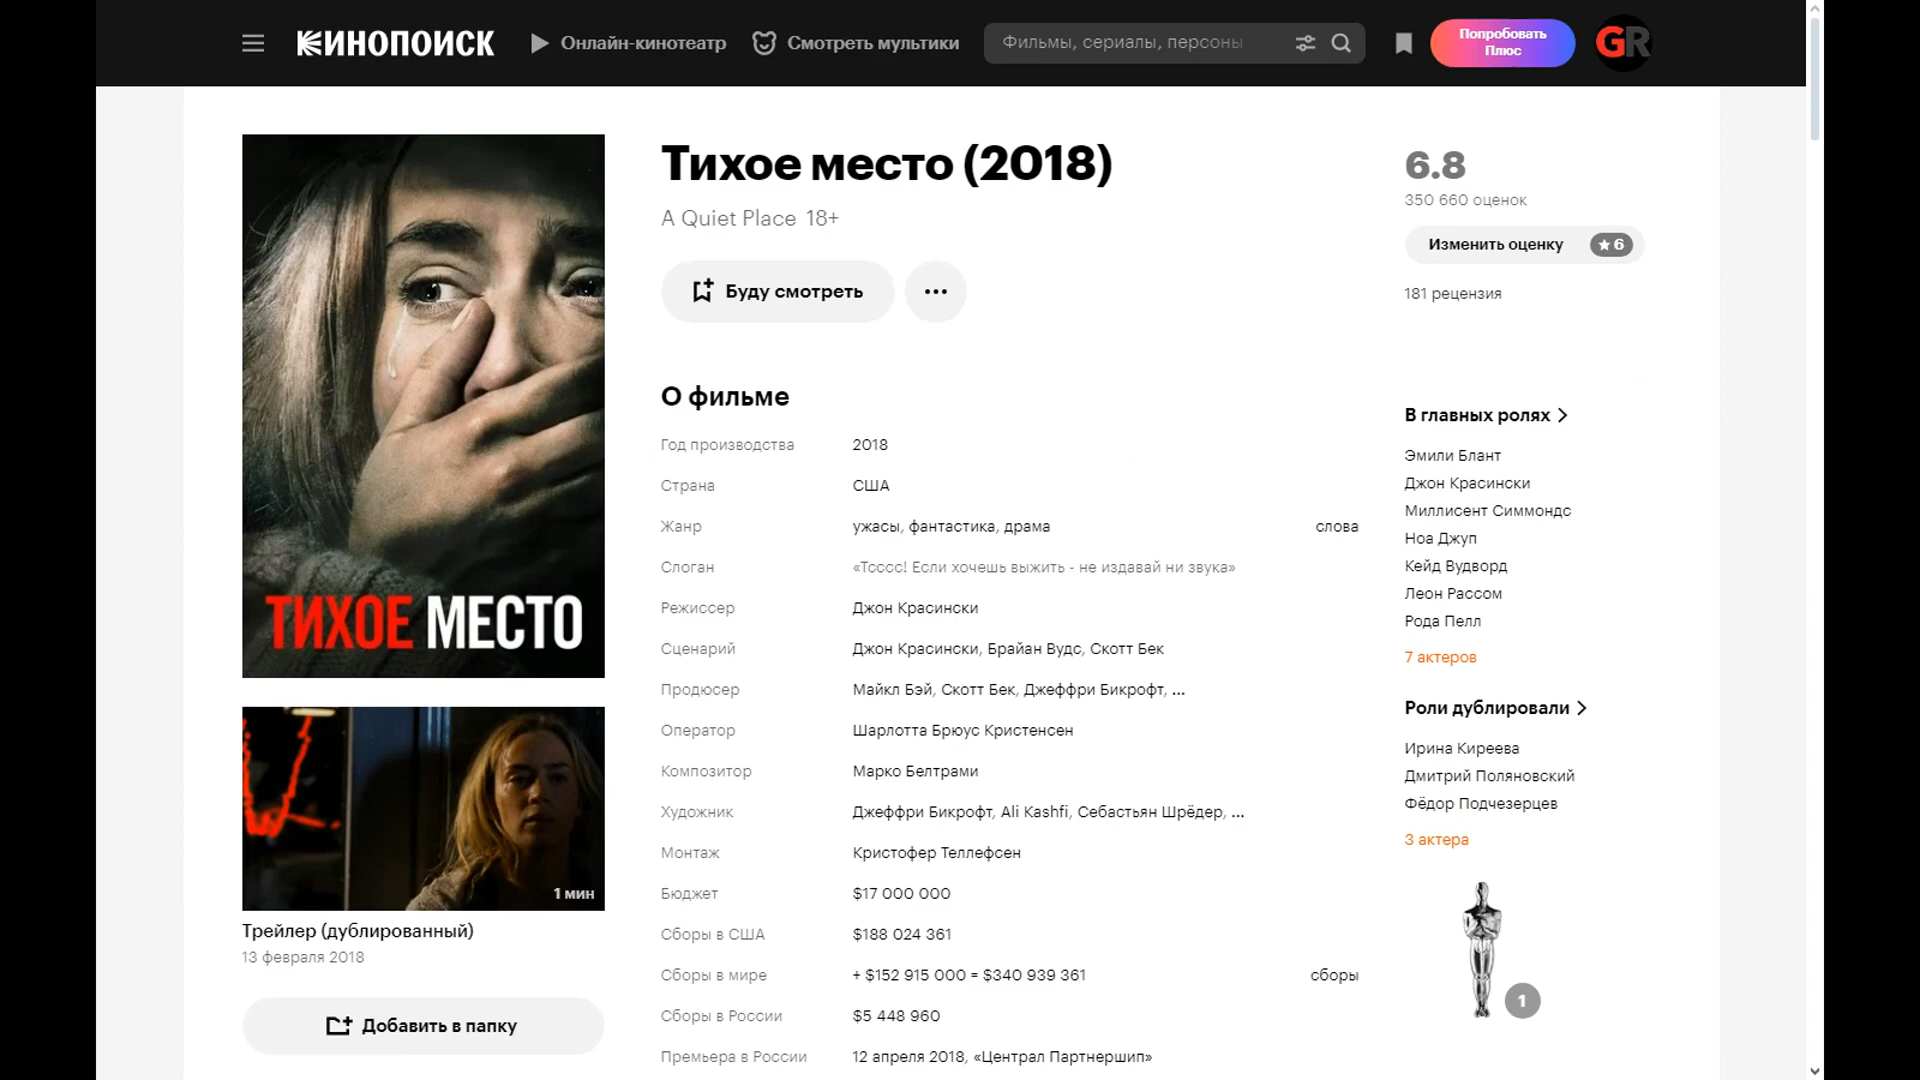 КИНОПОИСК
Онлайн-кинотеатр
Смотреть мультики
Фильмы, сериалы, персоны
Попробовать
Плюс
GR
ТИХОЕ МЕСТО
1 мин
Трейлер (дублированный)
13 февраля 2018
Добавить в папку
Тихое место (2018)
A Quiet Place 18+
Буду смотреть
О фильме
Год производства 2018
Страна США
Жанр ужасы, фантастика, драма слова
Слоган «Тсссс! Если хочешь выжить - не издавай ни звука»
Режиссер Джон Красински
Сценарий Джон Красински, Брайан Вудс, Скотт Бек
Продюсер Майкл Бэй, Скотт Бек, Джеффри Бикрофт, ...
Оператор Шарлотта Брюус Кристенсен
Композитор Марко Белтрами
Художник Джеффри Бикрофт, Ali Kashfi, Себастьян Шрёдер, ...
Монтаж Кристофер Теллефсен
Бюджет $17 000 000
Сборы в США $188 024 361
Сборы в мире + $152 915 000 = $340 939 361 сборы
Сборы в России $5 448 960
Премьера в России 12 апреля 2018, «Централ Партнершип»
6.8
350 660 оценок
Изменить оценку ★ 6
181 рецензия
В главных ролях
Эмили Блант
Джон Красински
Миллисент Симмондс
Ноа Джуп
Кейд Вудворд
Леон Рассом
Рода Пелл
7 актеров
Роли дублировали
Ирина Киреева
Дмитрий Поляновский
Фёдор Подчезерцев
3 актера
1